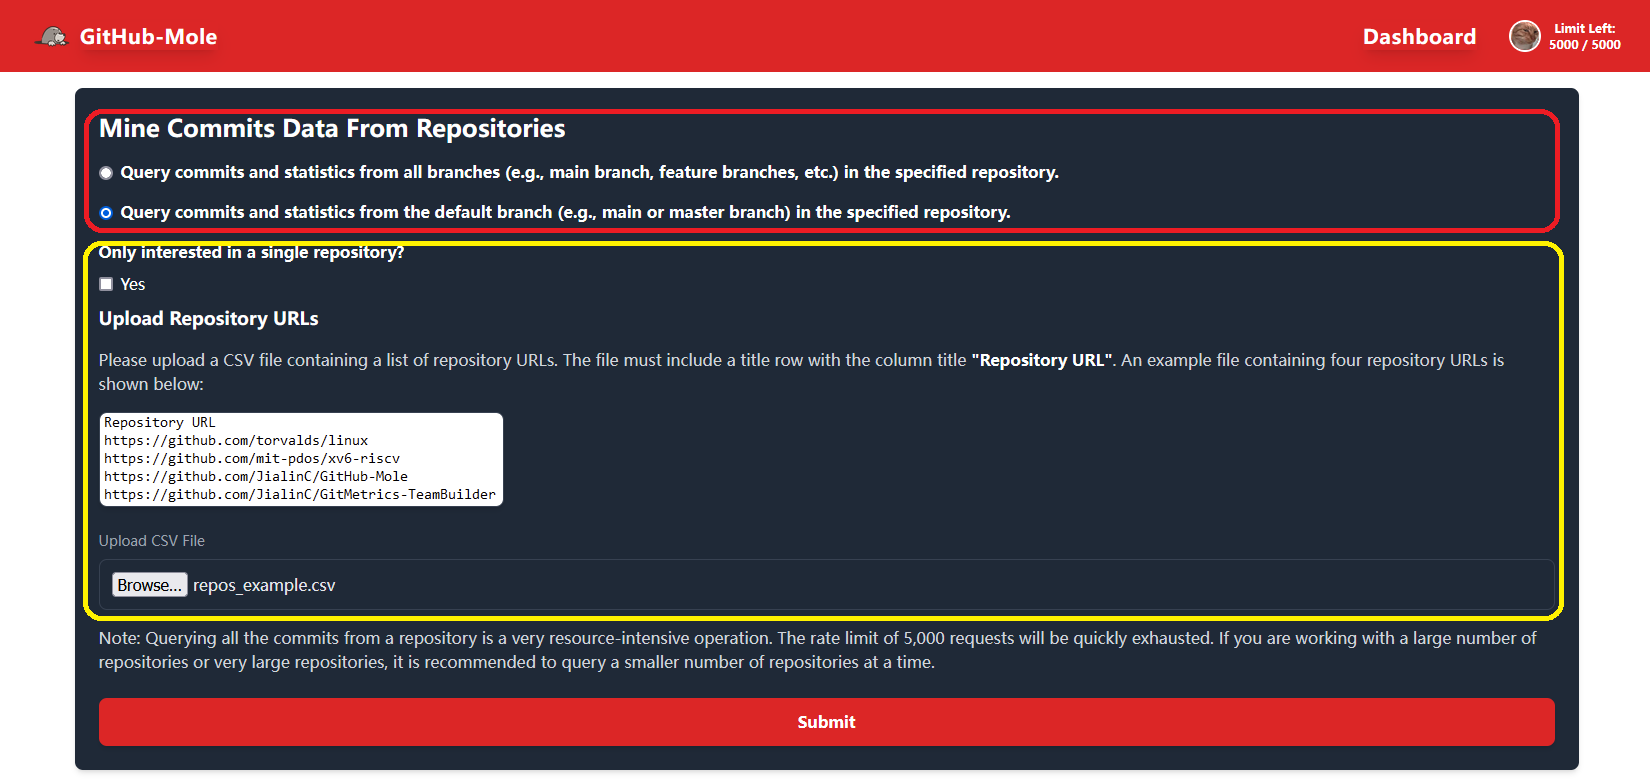 GitHub-Mole
Dashboard
Limit Left:
5000 / 5000
Mine Commits Data From Repositories
Query commits and statistics from all branches (e.g., main branch, feature branches, etc.) in the specified repository.
Query commits and statistics from the default branch (e.g., main or master branch) in the specified repository.
Only interested in a single repository?
Yes
Upload Repository URLs
Please upload a CSV file containing a list of repository URLs. The file must include a title row with the column title "Repository URL". An example file containing four repository URLs is
shown below:
Repository URL
https://github.com/torvalds/linux
https://github.com/mit-pdos/xv6-riscv
https://github.com/JialinC/GitHub-Mole
https://github.com/JialinC/GitMetrics-TeamBuilder
Upload CSV File
Browse... repos_example.csv
Note: Querying all the commits from a repository is a very resource-intensive operation. The rate limit of 5,000 requests will be quickly exhausted. If you are working with a large number of
repositories or very large repositories, it is recommended to query a smaller number of repositories at a time.
Submit